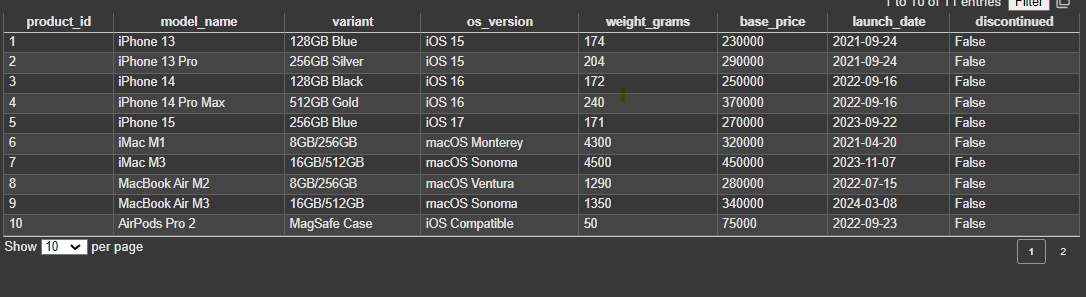 1 to 10 of 11 entries Filter
product_id model_name variant os_version weight_grams base_price launch_date discontinued
1 iPhone 13 128GB Blue iOS 15 174 230000 2021-09-24 False
2 iPhone 13 Pro 256GB Silver iOS 15 204 290000 2021-09-24 False
3 iPhone 14 128GB Black iOS 16 172 250000 2022-09-16 False
4 iPhone 14 Pro Max 512GB Gold iOS 16 240 370000 2022-09-16 False
5 iPhone 15 256GB Blue iOS 17 171 270000 2023-09-22 False
6 iMac M1 8GB/256GB macOS Monterey 4300 320000 2021-04-20 False
7 iMac M3 16GB/512GB macOS Sonoma 4500 450000 2023-11-07 False
8 MacBook Air M2 8GB/256GB macOS Ventura 1290 280000 2022-07-15 False
9 MacBook Air M3 16GB/512GB macOS Sonoma 1350 340000 2024-03-08 False
10 AirPods Pro 2 MagSafe Case iOS Compatible 50 75000 2022-09-23 False
Show 10 per page 1 2